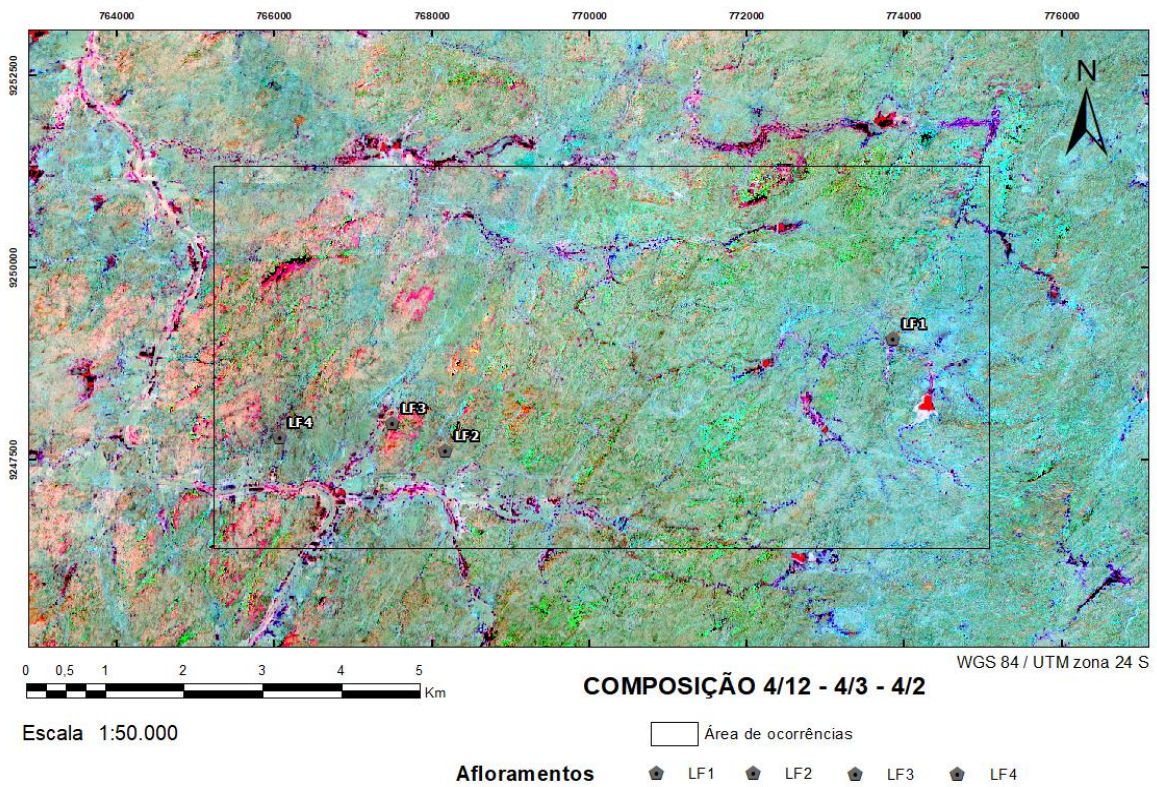 764000 766000 768000 770000 772000 774000 776000
9252500
N
9250000
LF1
LF3
LF4
LF2
9247500
WGS 84 / UTM zona 24 S
0 0,5 1 2 3 4 5
Km
COMPOSIÇÃO 4/12 - 4/3 - 4/2
Escala 1:50.000
Área de ocorrências
Afloramentos LF1 LF2 LF3 LF4